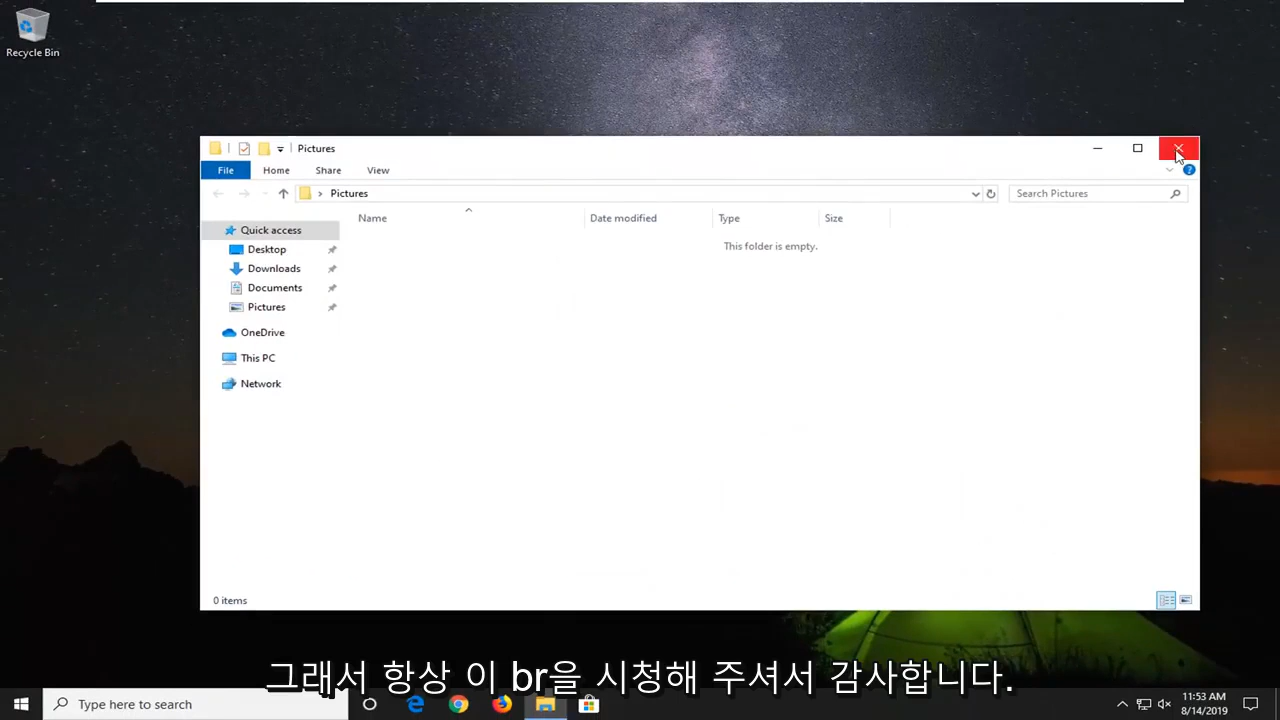 Recycle Bin
Pictures
File Home Share View
Pictures
Search Pictures
Name Date modified Type Size
This folder is empty.
Quick access
Desktop
Downloads
Documents
Pictures
OneDrive
This PC
Network
0 items
그래서 항상 이 br을 시청해 주셔서 감사합니다.
Type here to search
11:53 AM
8/14/2019